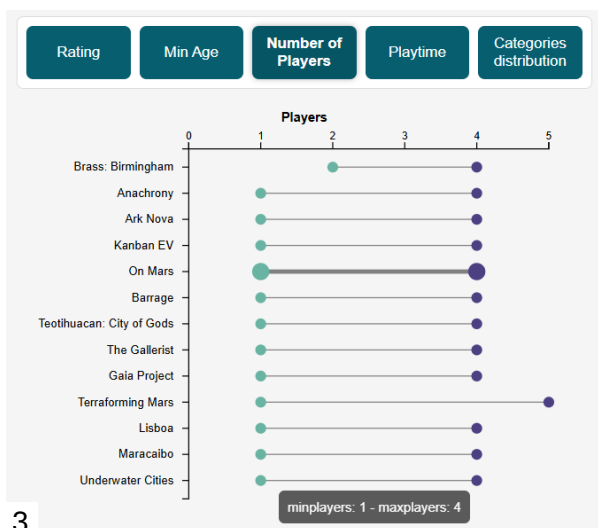 Rating
Min Age
Number of
Players
Playtime
Categories
distribution
Players
0 1 2 3 4 5
Brass: Birmingham
Anachrony
Ark Nova
Kanban EV
On Mars
Barrage
Teotihuacan: City of Gods
The Gallerist
Gaia Project
Terraforming Mars
Lisboa
Maracaibo
Underwater Cities
minplayers: 1 - maxplayers: 4
3